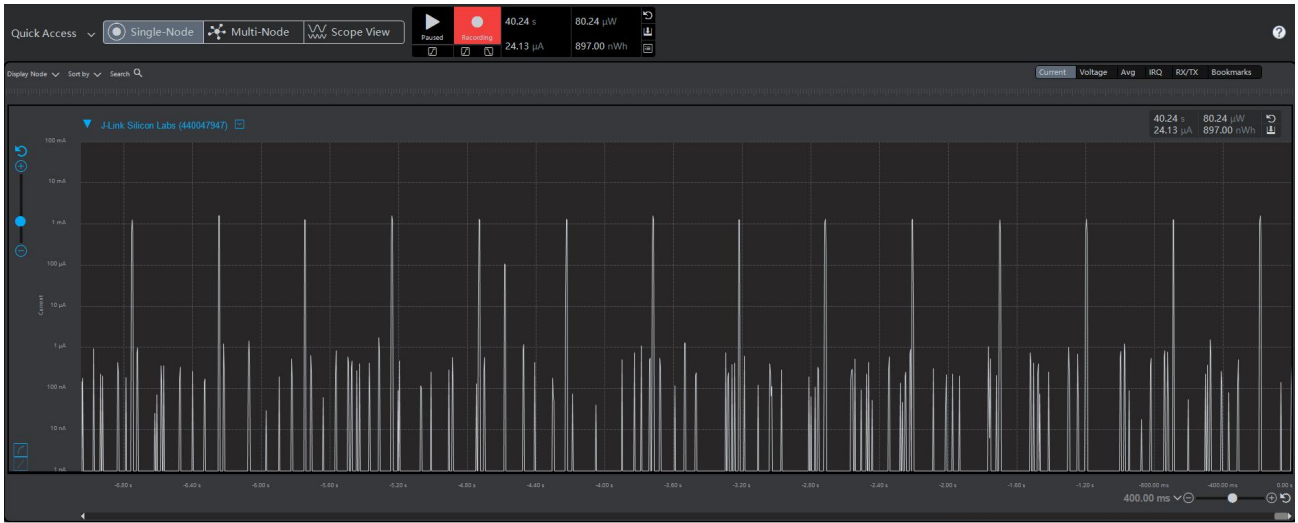 Quick Access Single-Node Multi-Node Scope View
Paused Recording
40.24 s 80.24 µW
24.13 µA 897.00 nWh
?
Display Node Sort by Search
Current Voltage Avg IRQ RX/TX Bookmarks
J-Link Silicon Labs (440047947)
40.24 s 80.24 µW
24.13 µA 897.00 nWh
100 mA
10 mA
1 mA
100 µA
10 µA
Current
1 µA
100 nA
10 nA
1 nA
-6.40 s -6.00 s -5.60 s -5.20 s -4.80 s -4.40 s -4.00 s -3.60 s -3.20 s -2.80 s -2.40 s -2.00 s -1.60 s -1.20 s -800.00 ms -400.00 ms 0.00 s
400.00 ms